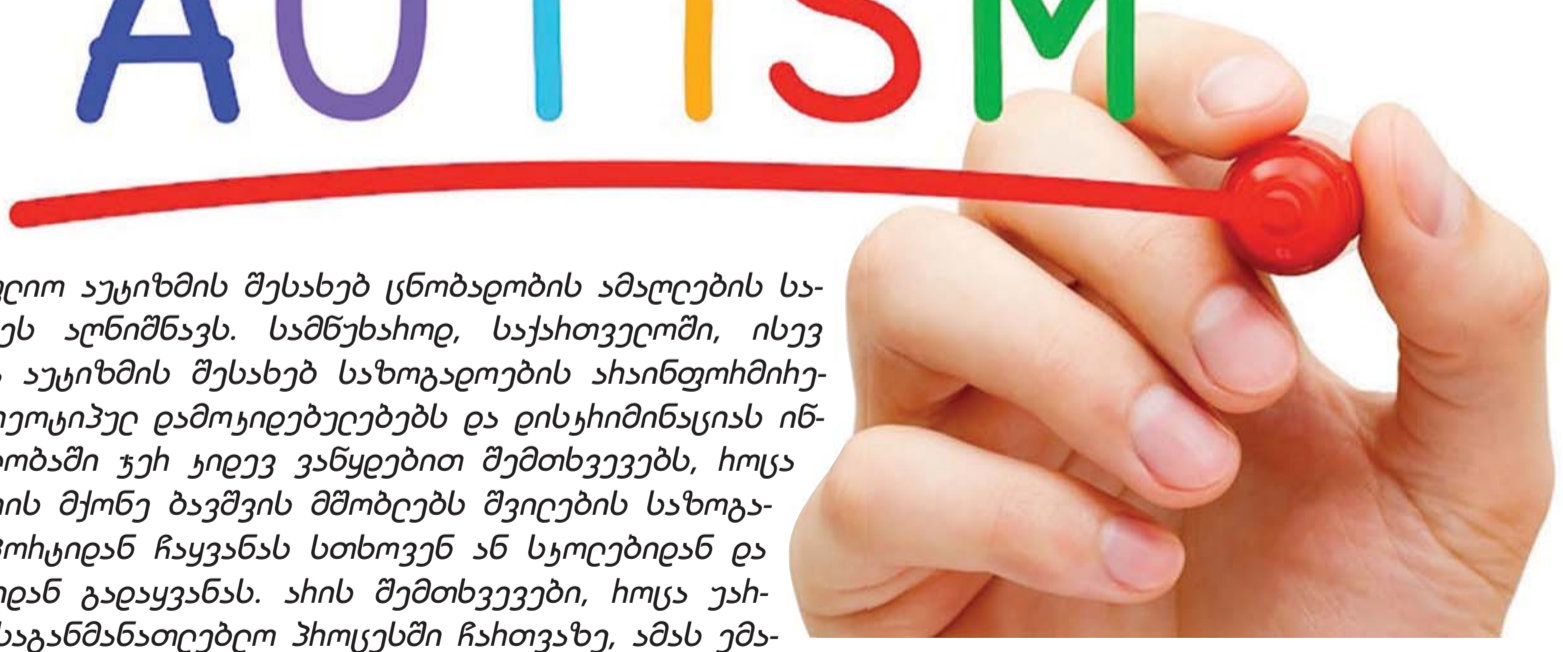 AUTISM
აუტიზმის შესახებ ცნობადობის ამაღლების სა-
აღნიშნავს. სამწუხაროდ, საქართველოში, ისევ
აუტიზმის შესახებ საზოგადოების არაინფორმირე-
დამოკიდებულებებს და დისკრიმინაციას ინ-
ჯერ კიდევ ვაწყდებით შემთხვევებს, როცა
მქონე ბავშვის მშობლებს შვილების საზოგა-
ჩაყვანას სთხოვენ ან სკოლებიდან და
გადაყვანას. არის შემთხვევები, როცა უარ-
საგანმანათლებლო პროცესში ჩართვაზე, ამას ემა-